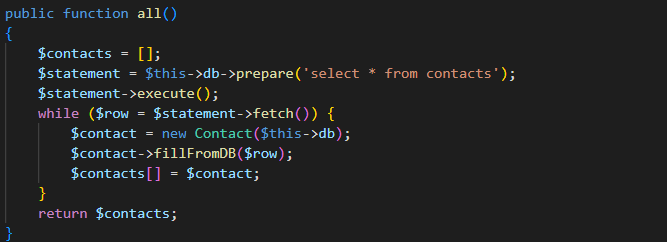 public function all()
{
    $contacts = [];
    $statement = $this->db->prepare('select * from contacts');
    $statement->execute();
    while ($row = $statement->fetch()) {
        $contact = new Contact($this->db);
        $contact->fillFromDB($row);
        $contacts[] = $contact;
    }
    return $contacts;
}